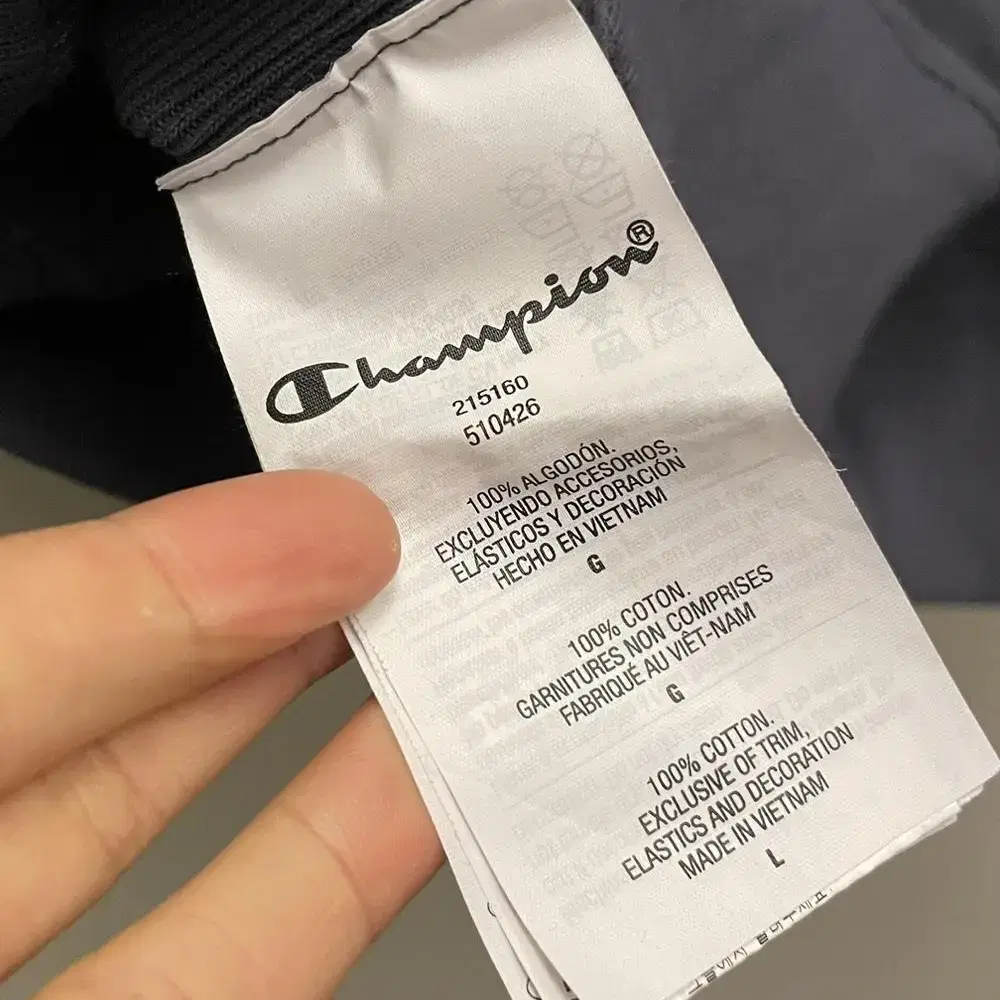 Champion®
215160
510426
100% ALGODÓN.
EXCLUYENDO ACCESORIOS,
ELÁSTICOS Y DECORACIÓN
HECHO EN VIETNAM
G
100% COTON.
GARNITURES NON COMPRISES
FABRIQUÉ AU VIÊT-NAM
G
100% COTTON.
EXCLUSIVE OF TRIM,
ELASTICS AND DECORATION
MADE IN VIETNAM
L